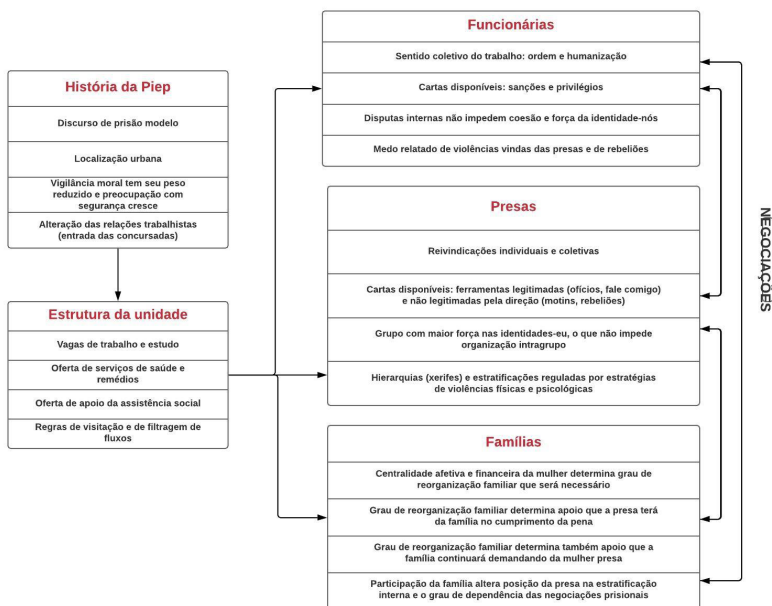 História da Piep
Discurso de prisão modelo
Localização urbana
Vigilância moral tem seu peso
reduzido e preocupação com
segurança cresce
Alteração das relações trabalhistas
(entrada das concursadas)
Estrutura da unidade
Vagas de trabalho e estudo
Oferta de serviços de saúde e
remédios
Oferta de apoio da assistência social
Regras de visitação e de filtragem de
fluxos
Funcionárias
Sentido coletivo do trabalho: ordem e humanização
Cartas disponíveis: sanções e privilégios
Disputas internas não impedem coesão e força da identidade-nós
Medo relatado de violências vindas das presas e de rebeliões
Presas
Reivindicações individuais e coletivas
Cartas disponíveis: ferramentas legitimadas (ofícios, fale comigo)
e não legitimadas pela direção (motins, rebeliões)
Grupo com maior força nas identidades-eu, o que não impede
organização intragrupo
Hierarquias (xerifes) e estratificações reguladas por estratégias
de violências físicas e psicológicas
Famílias
Centralidade afetiva e financeira da mulher determina grau de
reorganização familiar que será necessário
Grau de reorganização familiar determina apoio que a presa terá
da família no cumprimento da pena
Grau de reorganização familiar determina também apoio que a
família continuará demandando da mulher presa
Participação da família altera posição da presa na estratificação
interna e o grau de dependência das negociações prisionais
NEGOCIAÇÕES